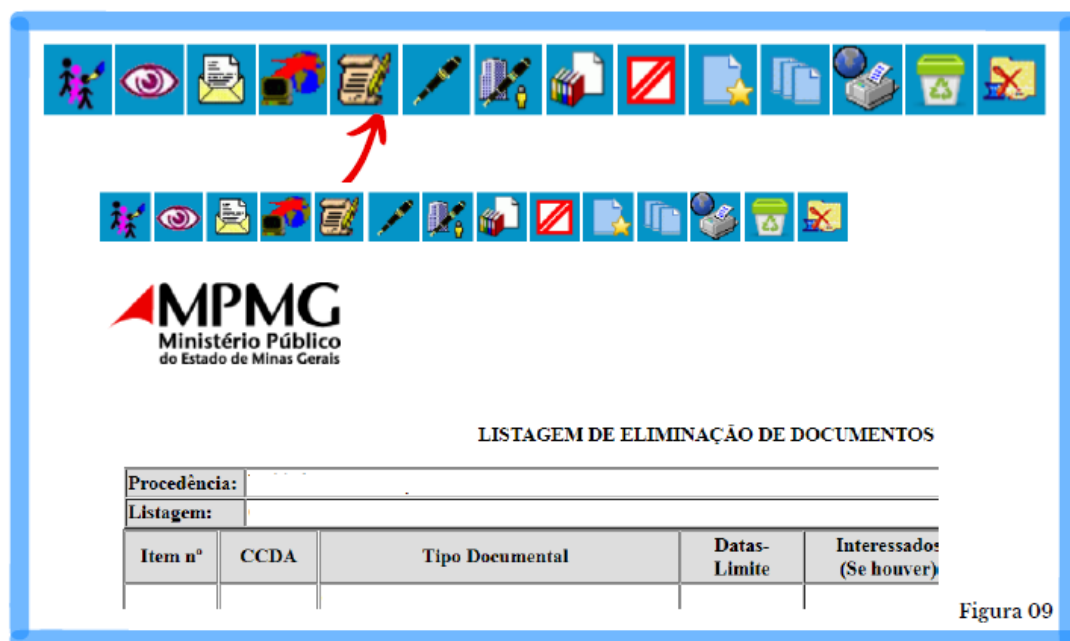 MPMG
Ministério Público
do Estado de Minas Gerais
LISTAGEM DE ELIMINAÇÃO DE DOCUMENTOS
Procedência:
Listagem:
Item nº CCDA Tipo Documental Datas-Limite Interessados (Se houver)
Figura 09